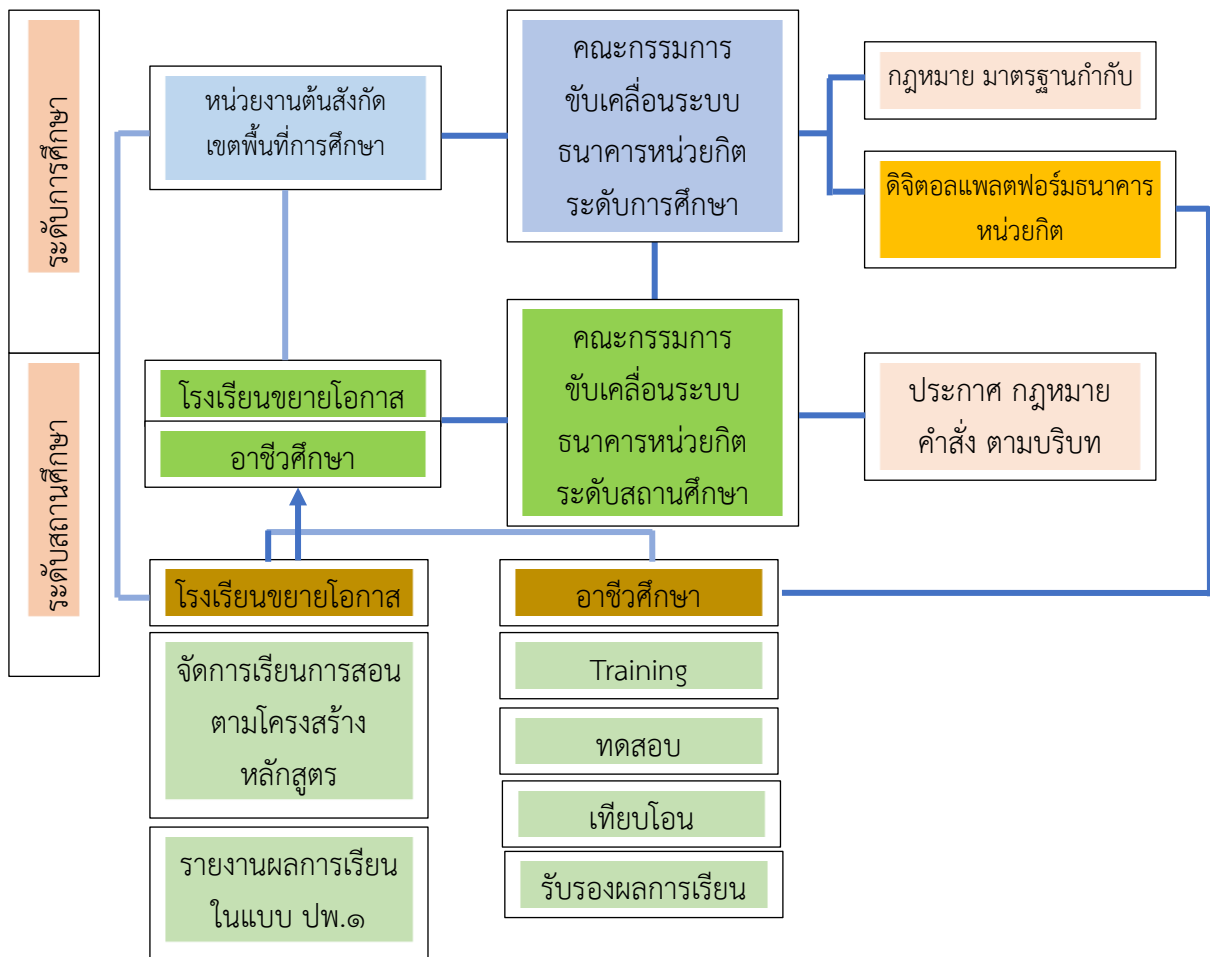 ระดับการศึกษา
หน่วยงานต้นสังกัด
เขตพื้นที่การศึกษา
คณะกรรมการ
ขับเคลื่อนระบบ
ธนาคารหน่วยกิต
ระดับการศึกษา
กฎหมาย มาตรฐานกำกับ
ดิจิตอลแพลตฟอร์มธนาคาร
หน่วยกิต
ระดับสถานศึกษา
โรงเรียนขยายโอกาส
อาชีวศึกษา
คณะกรรมการ
ขับเคลื่อนระบบ
ธนาคารหน่วยกิต
ระดับสถานศึกษา
ประกาศ กฎหมาย
คำสั่ง ตามบริบท
โรงเรียนขยายโอกาส
จัดการเรียนการสอน
ตามโครงสร้าง
หลักสูตร
รายงานผลการเรียน
ในแบบ ปพ.๑
อาชีวศึกษา
Training
ทดสอบ
เทียบโอน
รับรองผลการเรียน